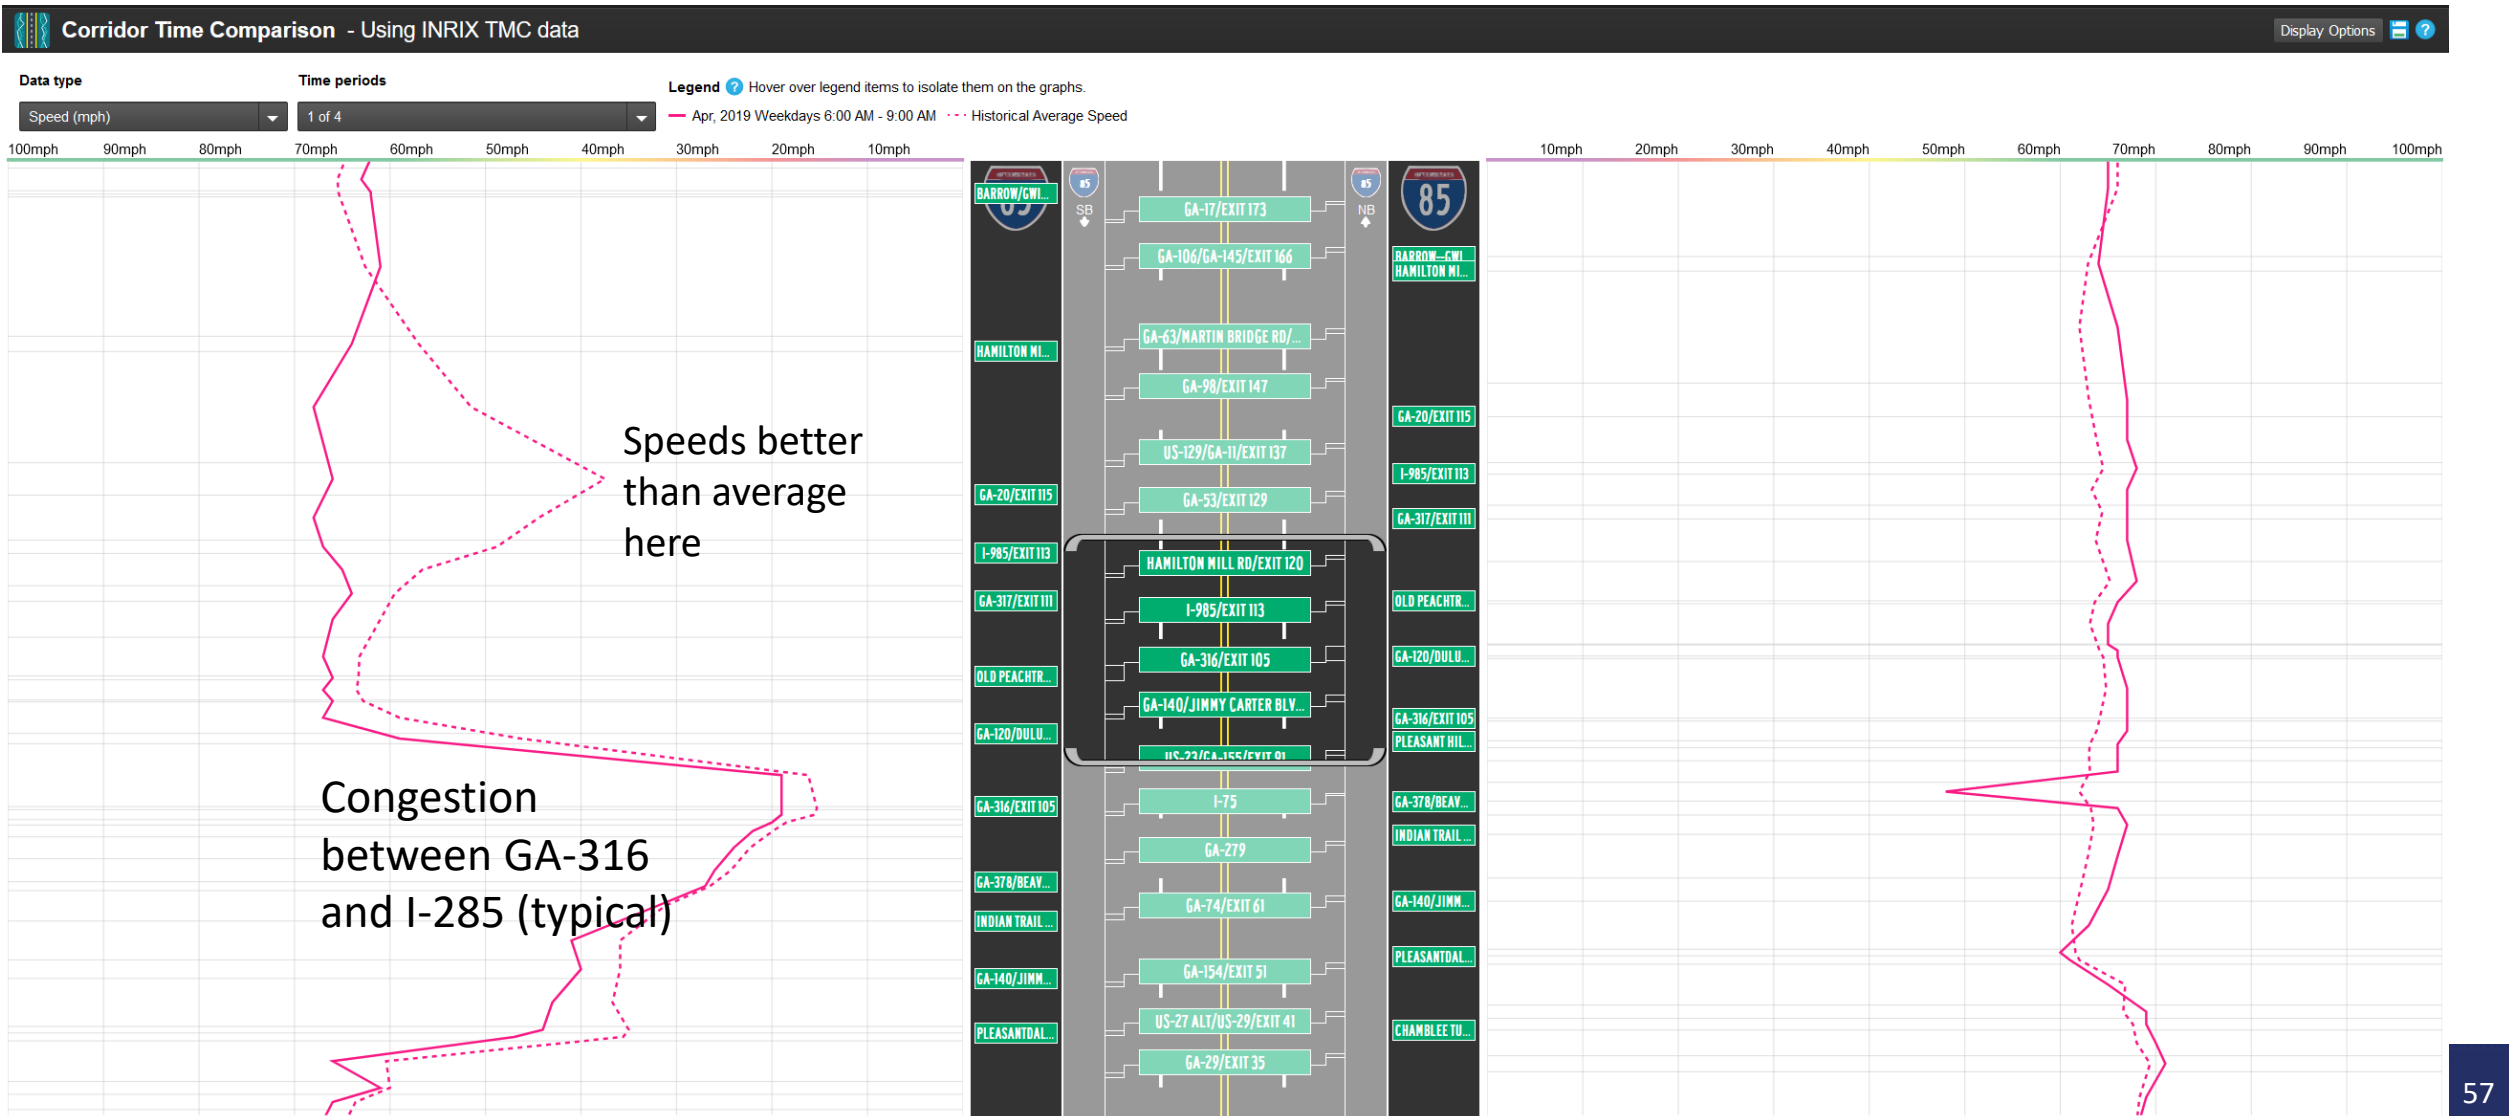 Corridor Time Comparison - Using INRIX TMC data
Display Options
Data type
Time periods
Legend ? Hover over legend items to isolate them on the graphs.
Speed (mph)
1 of 4
Apr, 2019 Weekdays 6:00 AM - 9:00 AM
Historical Average Speed
100mph 90mph 80mph 70mph 60mph 50mph 40mph 30mph 20mph 10mph
10mph 20mph 30mph 40mph 50mph 60mph 70mph 80mph 90mph 100mph
Speeds better
than average
here
Congestion
between GA-316
and I-285 (typical)
BARROW/GWI...
HAMILTON MI...
GA-20/EXIT 115
I-985/EXIT 113
GA-317/EXIT 111
OLD PEACHTR...
GA-120/DULU...
GA-316/EXIT 105
GA-378/BEAV...
INDIAN TRAIL ...
GA-140/JIMM...
PLEASANTDAL...
85
SB
85
NB
GA-17/EXIT 173
GA-106/GA-145/EXIT 166
GA-63/MARTIN BRIDGE RD/...
GA-98/EXIT 147
US-129/GA-11/EXIT 137
GA-53/EXIT 129
HAMILTON MILL RD/EXIT 120
I-985/EXIT 113
GA-316/EXIT 105
GA-140/JIMMY CARTER BLV...
US-23/GA-155/EXIT 91
I-75
GA-279
GA-74/EXIT 61
GA-154/EXIT 51
US-27 ALT/US-29/EXIT 41
GA-29/EXIT 35
85
BARROW--GWI...
HAMILTON MI...
GA-20/EXIT 115
I-985/EXIT 113
GA-317/EXIT 111
OLD PEACHTR...
GA-120/DULU...
GA-316/EXIT 105
PLEASANT HIL...
GA-378/BEAV...
INDIAN TRAIL ...
GA-140/JIMM...
PLEASANTDAL...
CHAMBLEE TU...
57